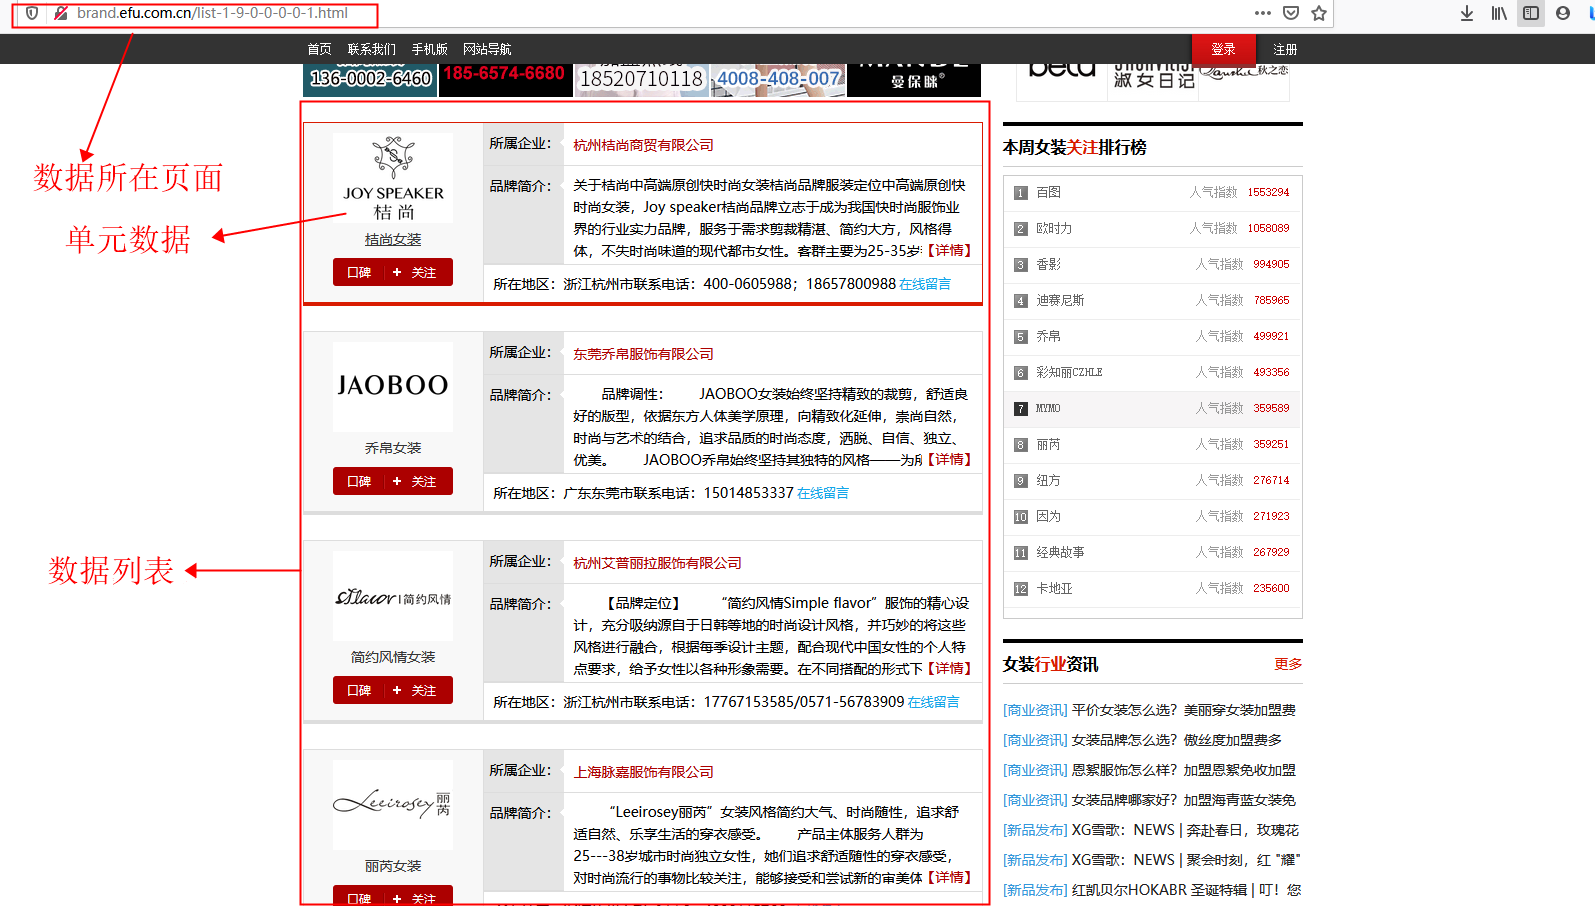 brand.efu.com.cn/list-1-9-0-0-0-0-1.html
首页 联系我们 手机版 网站导航 登录 注册
136-0002-6460 185-6574-6680 18520710118 4008-408-007
曼保睩®
淑女日记
秋之恋
数据所在页面
单元数据
数据列表
JOY SPEAKER
桔尚
桔尚女装
口碑 + 关注
所属企业： 杭州桔尚商贸有限公司
品牌简介： 关于桔尚中高端原创快时尚女装桔尚品牌服装定位中高端原创快
时尚女装，Joy speaker桔尚品牌立志于成为我国快时尚服饰业
界的行业实力品牌，服务于需求剪裁精湛、简约大方，风格得
体，不失时尚味道的现代都市女性。客群主要为25-35岁 【详情】
所在地区：浙江杭州市联系电话：400-0605988；18657800988 在线留言
JAOBOO
乔帛女装
口碑 + 关注
所属企业： 东莞乔帛服饰有限公司
品牌简介： 品牌调性： JAOBOO女装始终坚持精致的裁剪，舒适良
好的版型，依据东方人体美学原理，向精致化延伸，崇尚自然，
时尚与艺术的结合，追求品质的时尚态度，洒脱、自信、独立、
优美。 JAOBOO乔帛始终坚持其独特的风格——为 【详情】
所在地区：广东东莞市联系电话：15014853337 在线留言
简约风情
简约风情女装
口碑 + 关注
所属企业： 杭州艾普丽拉服饰有限公司
品牌简介： 【品牌定位】 “简约风情Simple flavor”服饰的精心设
计，充分吸纳源自于日韩等地的时尚设计风格，并巧妙的将这些
风格进行融合，根据每季设计主题，配合现代中国女性的个人特
点要求，给予女性以各种形象需要。在不同搭配的形式下 【详情】
所在地区：浙江杭州市联系电话：17767153585/0571-56783909 在线留言
Leeirosey 丽芮
丽芮女装
口碑 + 关注
所属企业： 上海脉嘉服饰有限公司
品牌简介： “Leeirosey丽芮”女装风格简约大气、时尚随性，追求舒
适自然、乐享生活的穿衣感受。 产品主体服务人群为
25---38岁城市时尚独立女性，她们追求舒适随性的穿衣感受，
对时尚流行的事物比较关注，能够接受和尝试新的审美体 【详情】
本周女装关注排行榜
1 百图 人气指数 1553294
2 欧时力 人气指数 1058089
3 香影 人气指数 994905
4 迪赛尼斯 人气指数 785965
5 乔帛 人气指数 499921
6 彩知丽CZHLE 人气指数 493356
7 MYMO 人气指数 359589
8 丽芮 人气指数 359251
9 纽方 人气指数 276714
10 因为 人气指数 271923
11 经典故事 人气指数 267929
12 卡地亚 人气指数 235600
女装行业资讯 更多
[商业资讯] 平价女装怎么选？美丽穿女装加盟费
[商业资讯] 女装品牌怎么选？傲丝度加盟费多
[商业资讯] 恩絮服饰怎么样？加盟恩絮免收加盟
[商业资讯] 女装品牌哪家好？加盟海青蓝女装免
[新品发布] XG雪歌：NEWS | 奔赴春日，玫瑰花
[新品发布] XG雪歌：NEWS | 聚会时刻，红 "耀"
[新品发布] 红凯贝尔HOKABR 圣诞特辑 | 叮！您